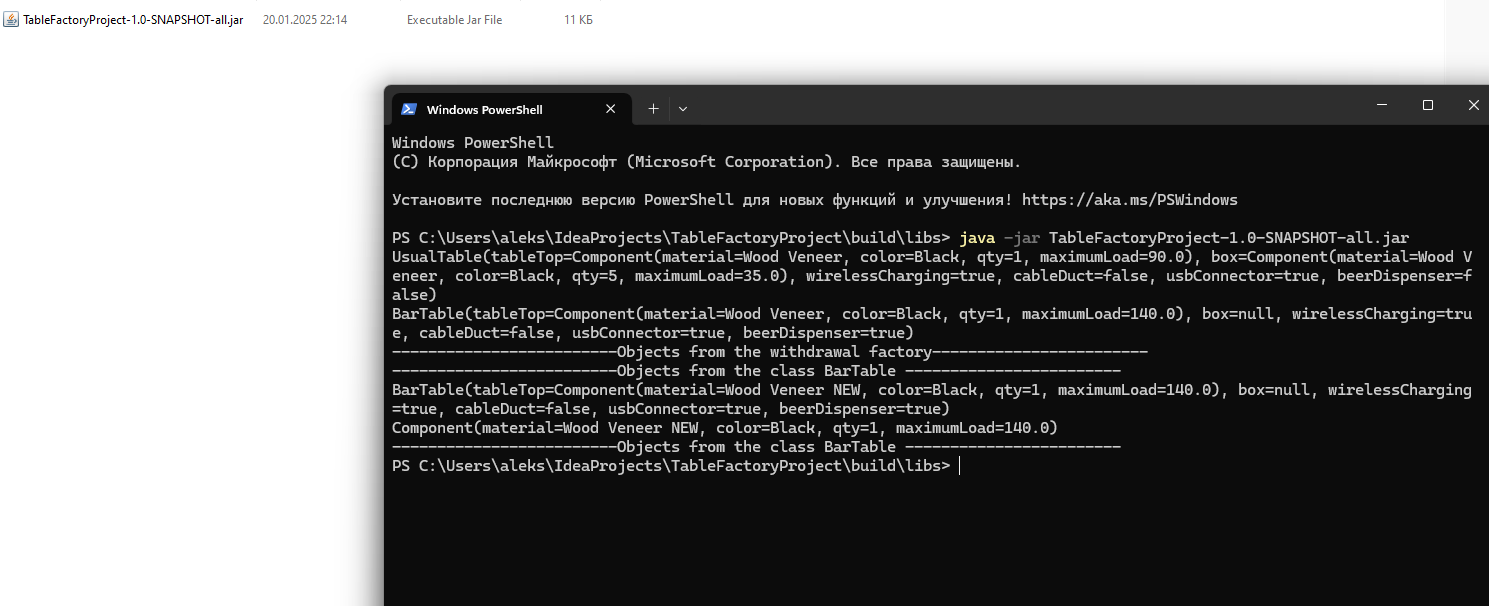 TableFactoryProject-1.0-SNAPSHOT-all.jar 20.01.2025 22:14 Executable Jar File 11 КБ
Windows PowerShell
Windows PowerShell
(C) Корпорация Майкрософт (Microsoft Corporation). Все права защищены.
Установите последнюю версию PowerShell для новых функций и улучшения! https://aka.ms/PSWindows
PS C:\Users\aleks\IdeaProjects\TableFactoryProject\build\libs> java -jar TableFactoryProject-1.0-SNAPSHOT-all.jar
UsualTable(tableTop=Component(material=Wood Veneer, color=Black, qty=1, maximumLoad=90.0), box=Component(material=Wood V
eneer, color=Black, qty=5, maximumLoad=35.0), wirelessCharging=true, cableDuct=false, usbConnector=true, beerDispenser=f
alse)
BarTable(tableTop=Component(material=Wood Veneer, color=Black, qty=1, maximumLoad=140.0), box=null, wirelessCharging=tru
e, cableDuct=false, usbConnector=true, beerDispenser=true)
-------------------------Objects from the withdrawal factory------------------------
-------------------------Objects from the class BarTable ------------------------
BarTable(tableTop=Component(material=Wood Veneer NEW, color=Black, qty=1, maximumLoad=140.0), box=null, wirelessCharging
=true, cableDuct=false, usbConnector=true, beerDispenser=true)
Component(material=Wood Veneer NEW, color=Black, qty=1, maximumLoad=140.0)
-------------------------Objects from the class BarTable ------------------------
PS C:\Users\aleks\IdeaProjects\TableFactoryProject\build\libs>